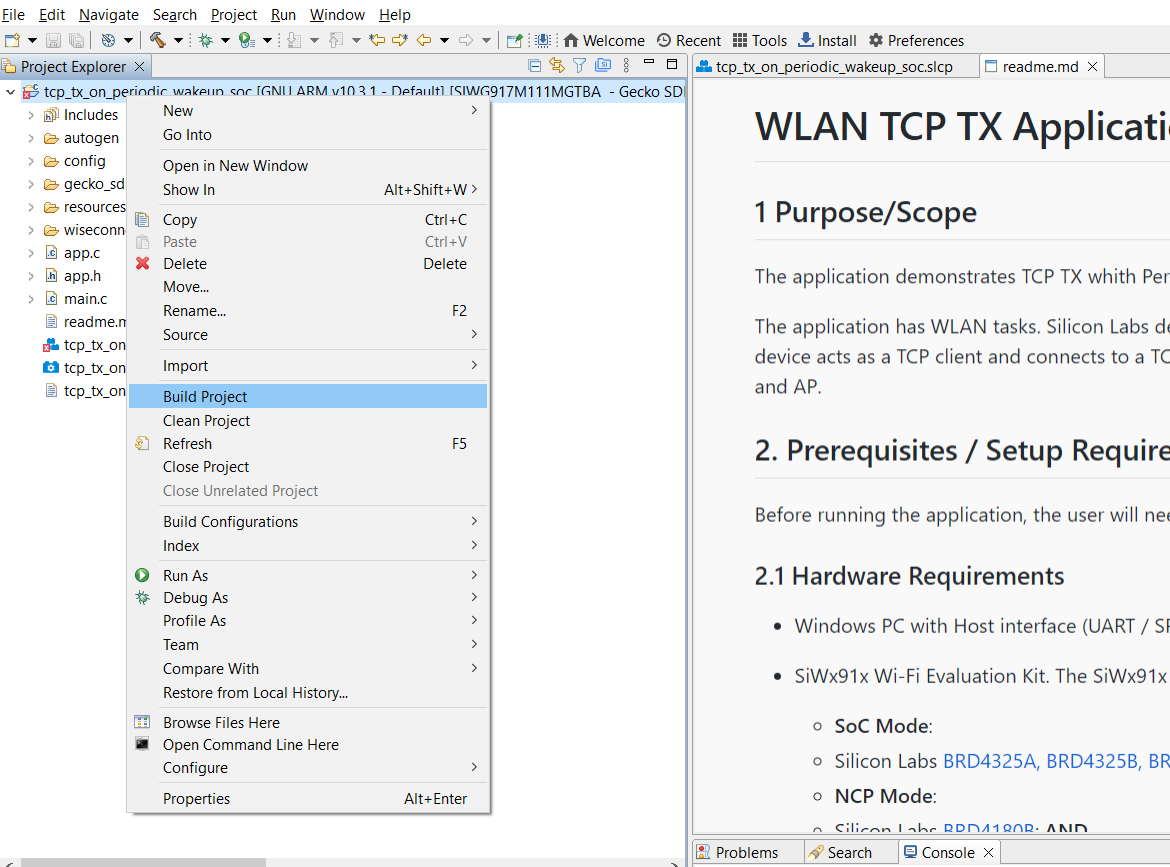 File Edit Navigate Search Project Run Window Help
Welcome Recent Tools Install Preferences
Project Explorer
tcp_tx_on_periodic_wakeup_soc [GNU ARM v10.3.1 - Default] [SIWG917M111MGTBA - Gecko SDK
Includes
autogen
config
gecko_sd
resources
wiseconn
app.c
app.h
main.c
readme.m
tcp_tx_on
tcp_tx_on
tcp_tx_on
New
Go Into
Open in New Window
Show In Alt+Shift+W
Copy Ctrl+C
Paste Ctrl+V
Delete Delete
Move...
Rename... F2
Source
Import
Build Project
Clean Project
Refresh F5
Close Project
Close Unrelated Project
Build Configurations
Index
Run As
Debug As
Profile As
Team
Compare With
Restore from Local History...
Browse Files Here
Open Command Line Here
Configure
Properties Alt+Enter
tcp_tx_on_periodic_wakeup_soc.slcp readme.md
WLAN TCP TX Applicati
1 Purpose/Scope
The application demonstrates TCP TX whith Per
The application has WLAN tasks. Silicon Labs de
device acts as a TCP client and connects to a TC
and AP.
2. Prerequisites / Setup Require
Before running the application, the user will nee
2.1 Hardware Requirements
Windows PC with Host interface (UART / SP
SiWx91x Wi-Fi Evaluation Kit. The SiWx91x
SoC Mode:
Silicon Labs BRD4325A, BRD4325B, BR
NCP Mode:
Silicon Labs BRD4180B; AND
Problems Search Console